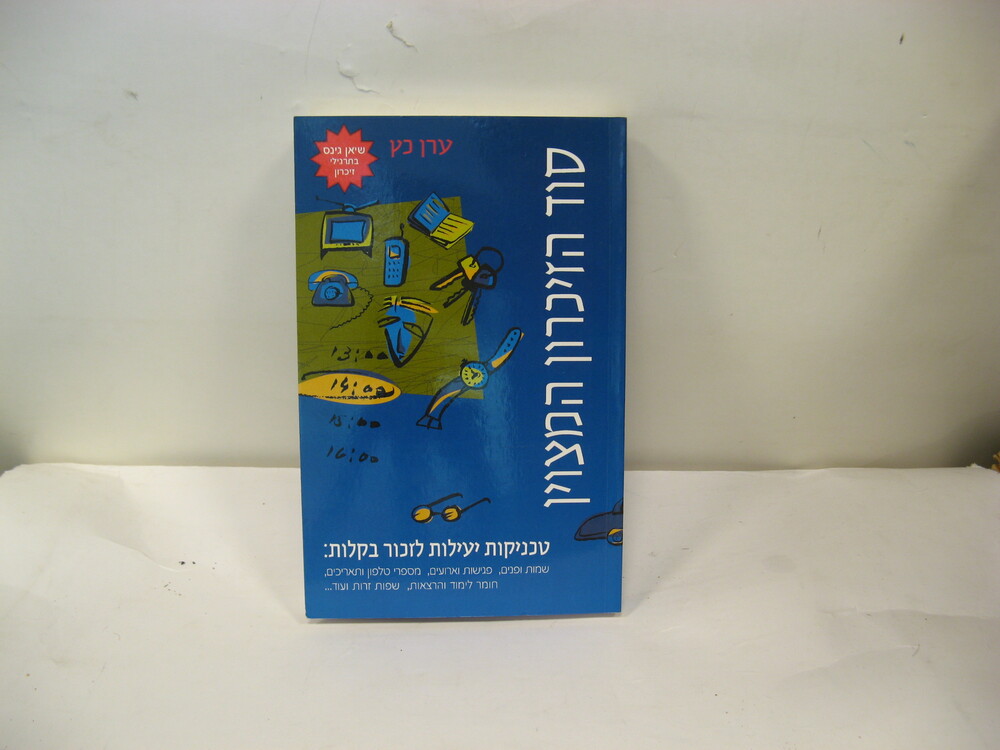 ערן כץ
שיאן גינס
בתרגילי
זיכרון
סוד הזיכרון המצוין
13:00
14:00
15:00
16:00
טכניקות יעילות לזכור בקלות:
שמות ופנים, פגישות וארועים, מספרי טלפון ותאריכים,
חומר לימוד והרצאות, שפות זרות ועוד...